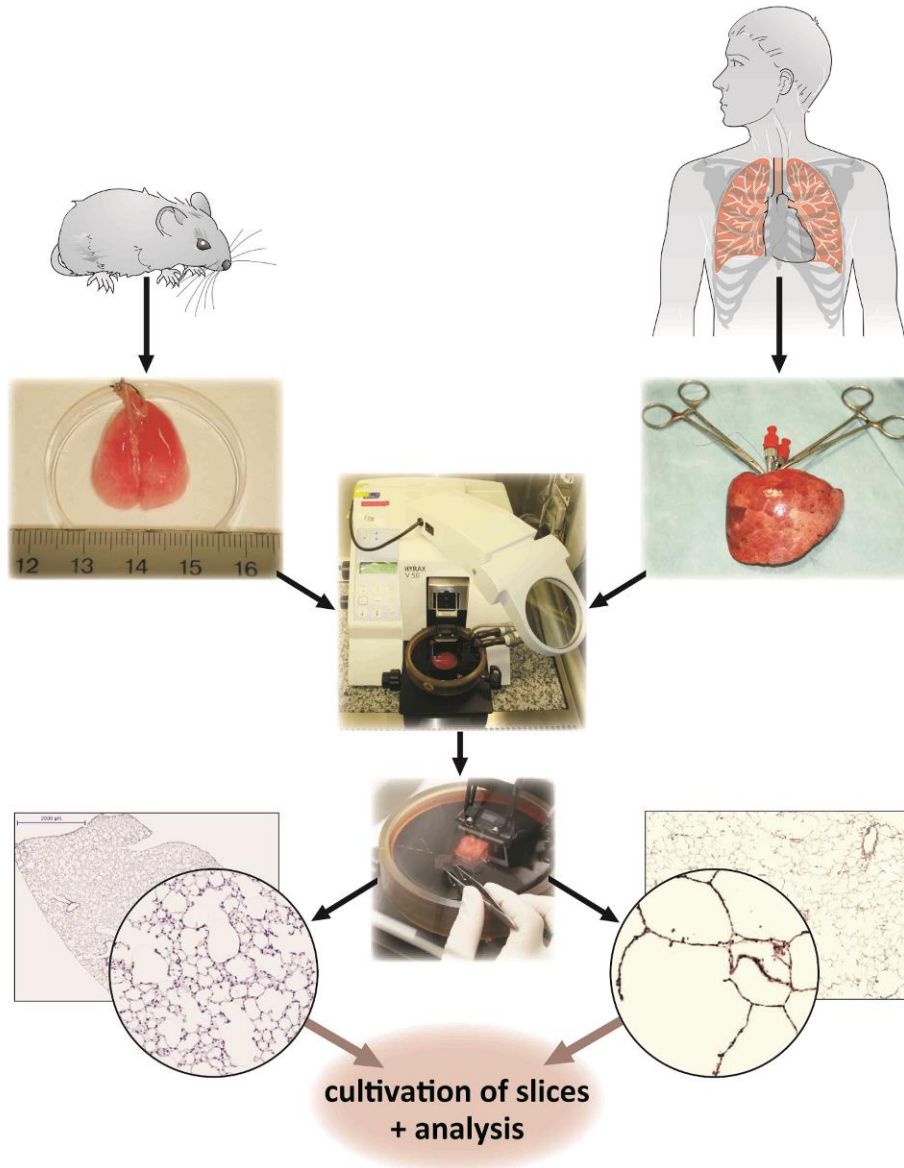 12 13 14 15 16
HYRAX
V 50
2000 µm
cultivation of slices
+ analysis